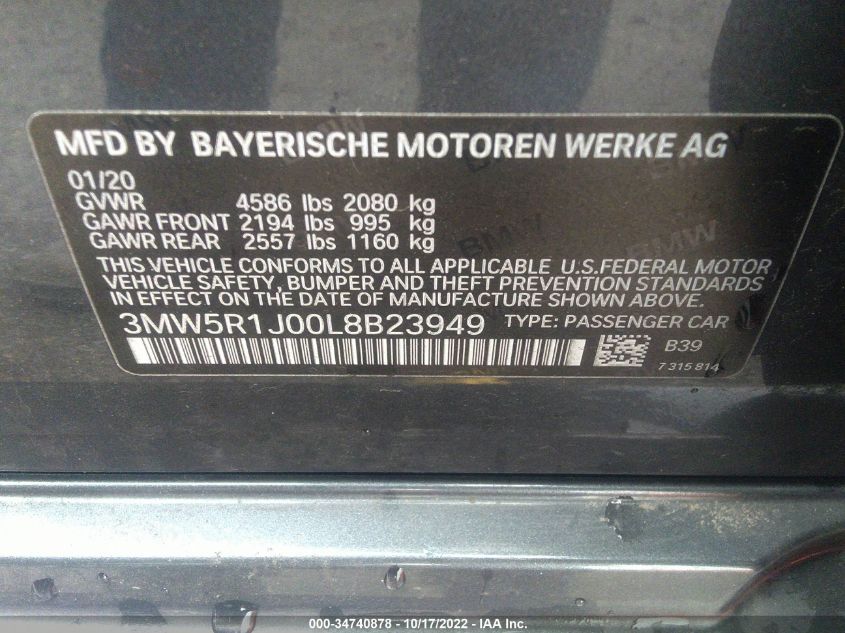 MFD BY BAYERISCHE MOTOREN WERKE AG
01/20
GVWR 4586 lbs 2080 kg
GAWR FRONT 2194 lbs 995 kg
GAWR REAR 2557 lbs 1160 kg
THIS VEHICLE CONFORMS TO ALL APPLICABLE U.S.FEDERAL MOTOR
VEHICLE SAFETY, BUMPER AND THEFT PREVENTION STANDARDS
IN EFFECT ON THE DATE OF MANUFACTURE SHOWN ABOVE.
3MW5R1J00L8B23949 TYPE: PASSENGER CAR
B39
7 315 814
BMW
BMW
000-34740878 - 10/17/2022 - IAA Inc.